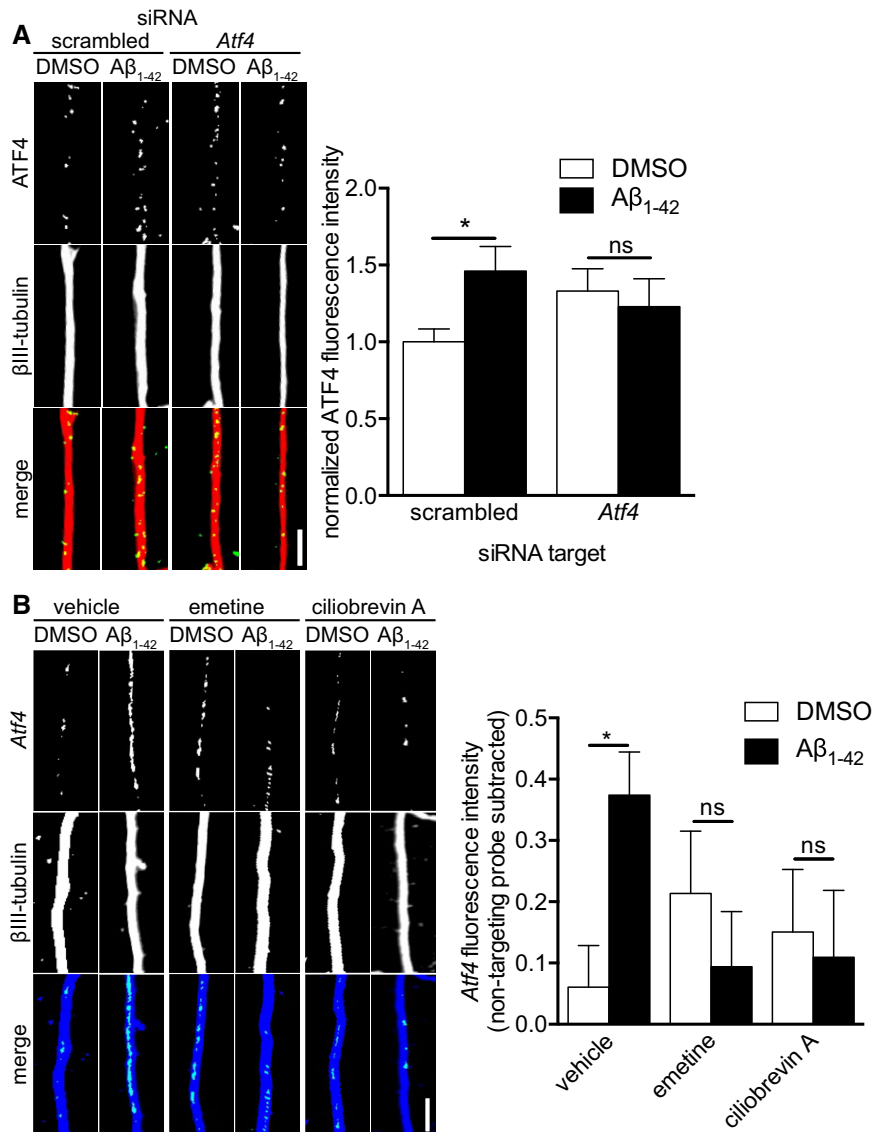 A
siRNA
scrambled Atf4
DMSO Aβ1-42 DMSO Aβ1-42
ATF4
βIII-tubulin
merge
normalized ATF4 fluorescence intensity
2.0
1.5
1.0
0.5
0.0
DMSO
Aβ1-42
* ns
scrambled Atf4
siRNA target
B
vehicle emetine ciliobrevin A
DMSO Aβ1-42 DMSO Aβ1-42 DMSO Aβ1-42
Atf4
βIII-tubulin
merge
Atf4 fluorescence intensity
(non-targeting probe subtracted)
0.5
0.4
0.3
0.2
0.1
0.0
DMSO
Aβ1-42
* ns ns
vehicle emetine ciliobrevin A